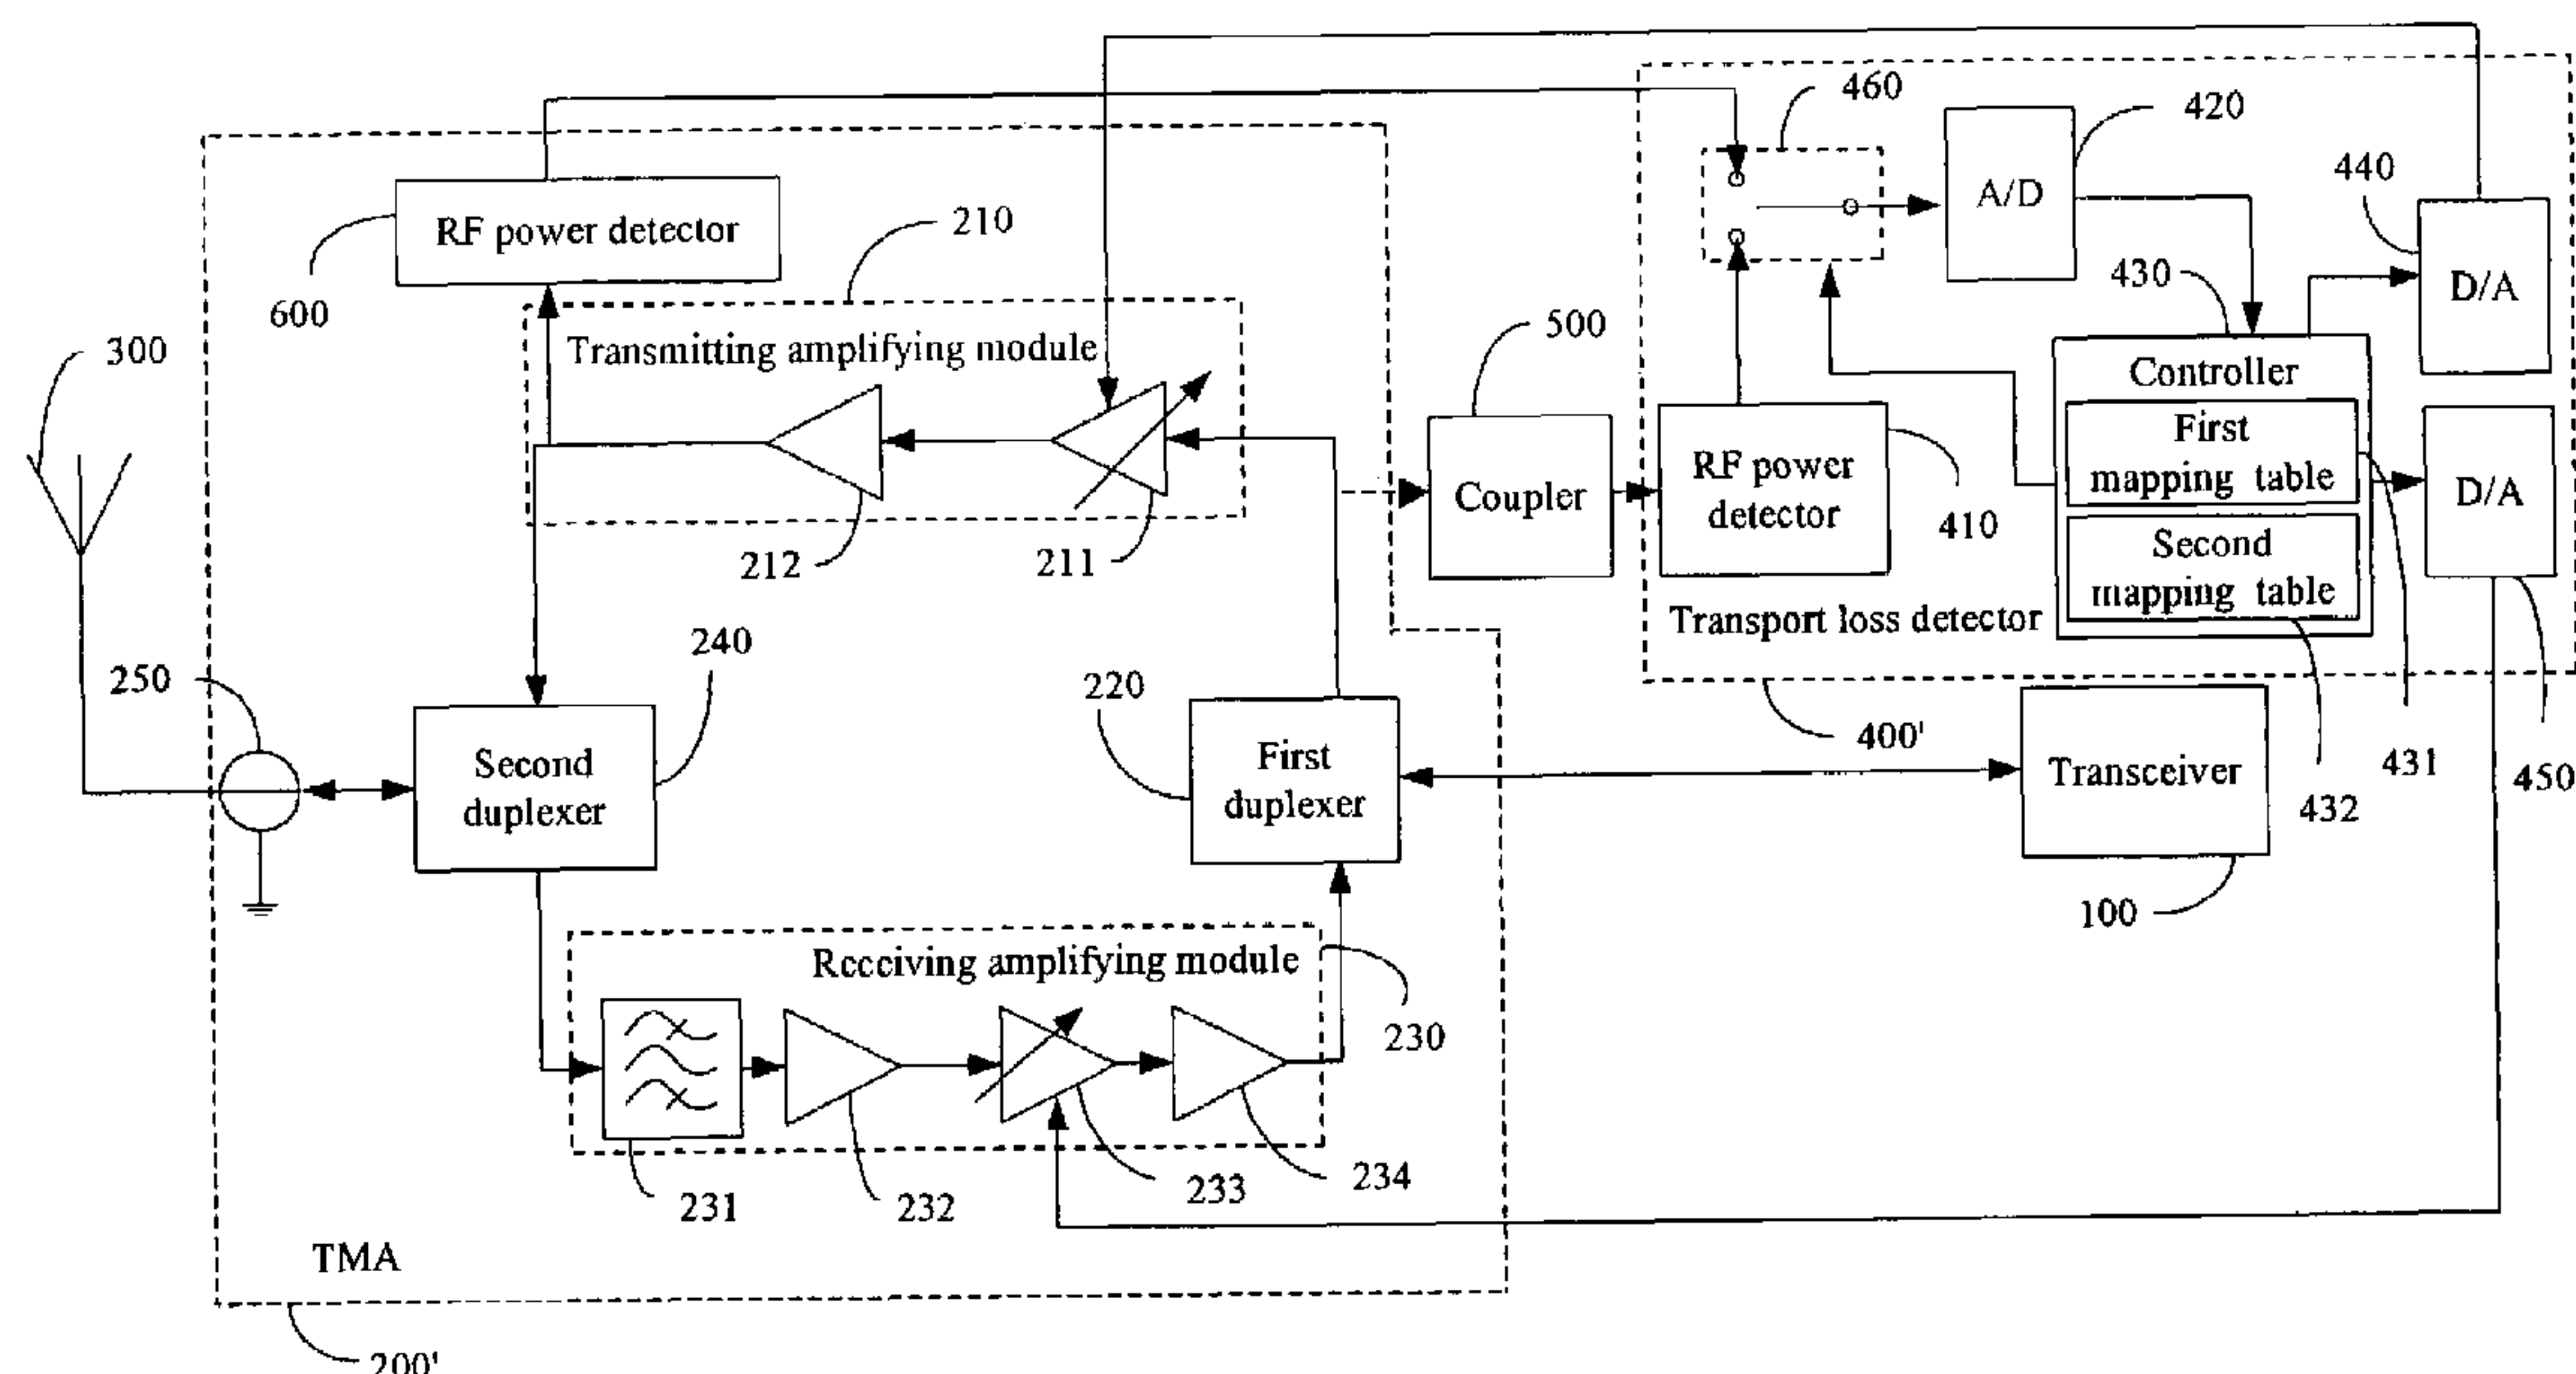 460
420
440
RF power detector
210
A/D
D/A
430
600
500
300
Transmitting amplifying module
Controller
First
mapping table
Coupler
RF power
detector
D/A
410
212
211
Second
mapping table
Transport loss detector
240
250
220
400'
Second
duplexer
First
duplexer
Transceiver
431
450
432
100
Receiving amplifying module
230
231
232
233
234
TMA
200'